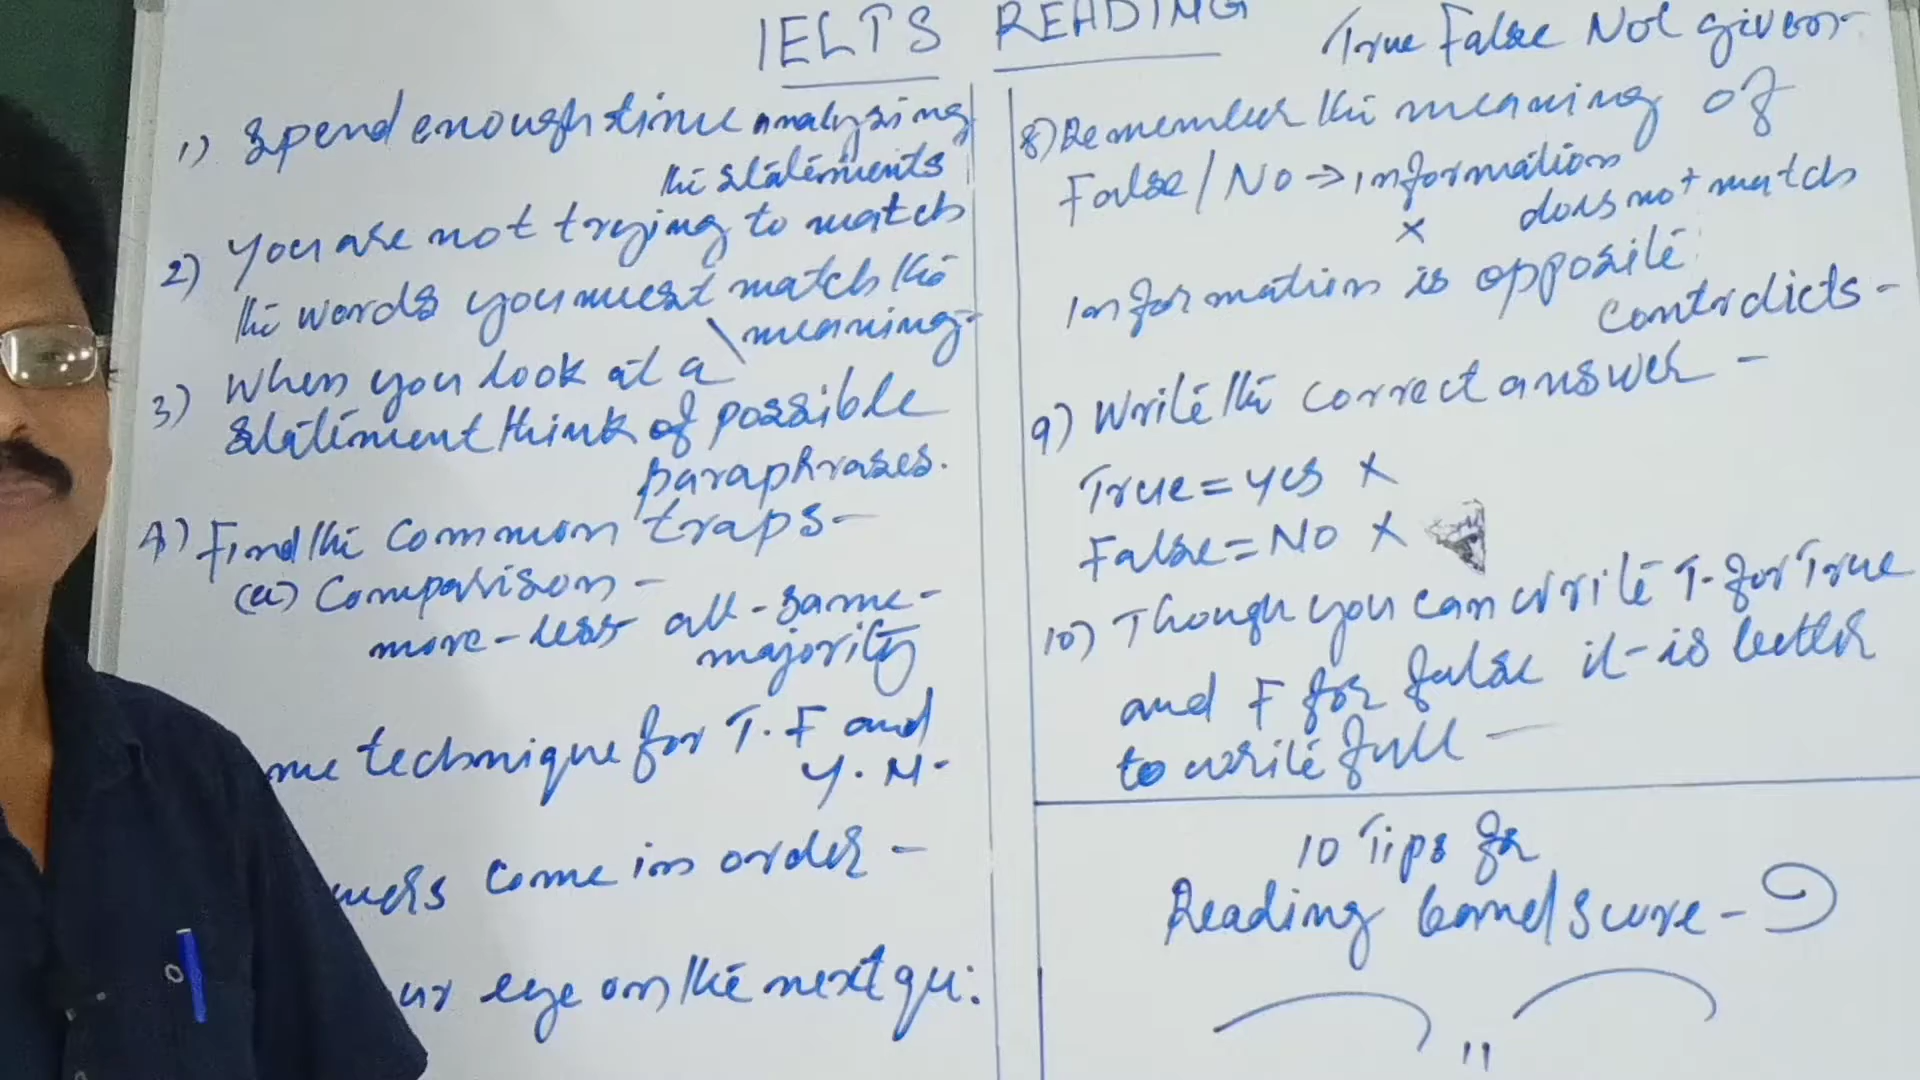 IELTS READING
True False Not given-
1) Spend enough time analysing
the statements
2) You are not trying to match
the words you must match the
meaning-
3) When you look at a
statement think of possible
paraphrases.
4) Find the common traps-
(a) Comparison-
more-less all-same-
majority
me technique for T.F and
Y.N-
wers come in order-
ur eye on the next qu:
8) Remember the meaning of
False/No → information
x does not match
Information is opposite
contrdicts-
9) Write the correct answer-
True = yes x
False = No x
10) Though you can write T-for True
and F for false it-is better
to write full-
10 Tips for
Reading band Score-9
"